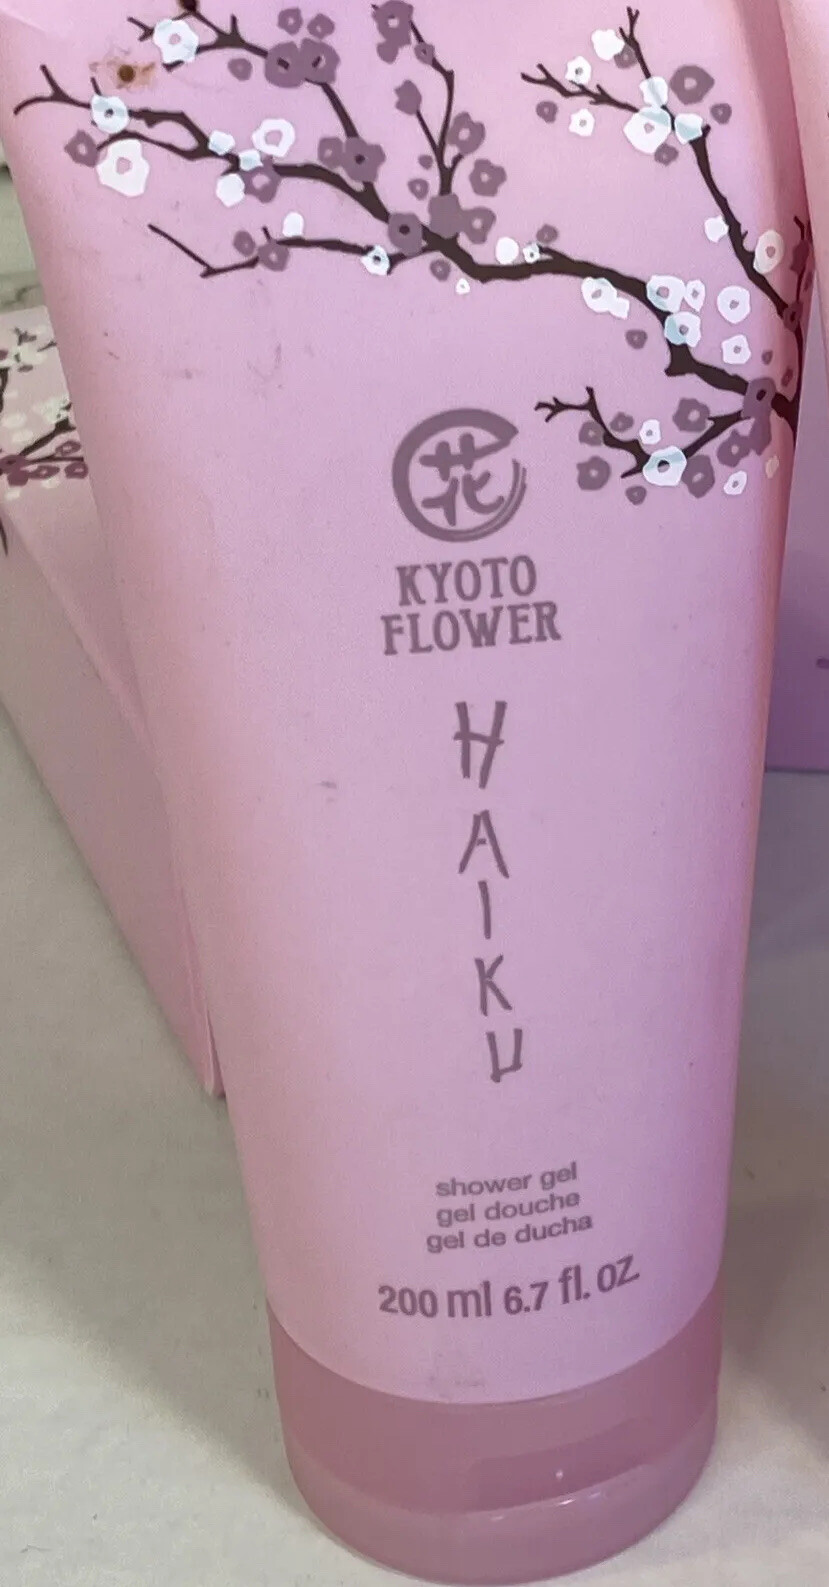 花
KYOTO
FLOWER
HAIKU
shower gel
gel douche
gel de ducha
200 ml 6.7 fl. oz